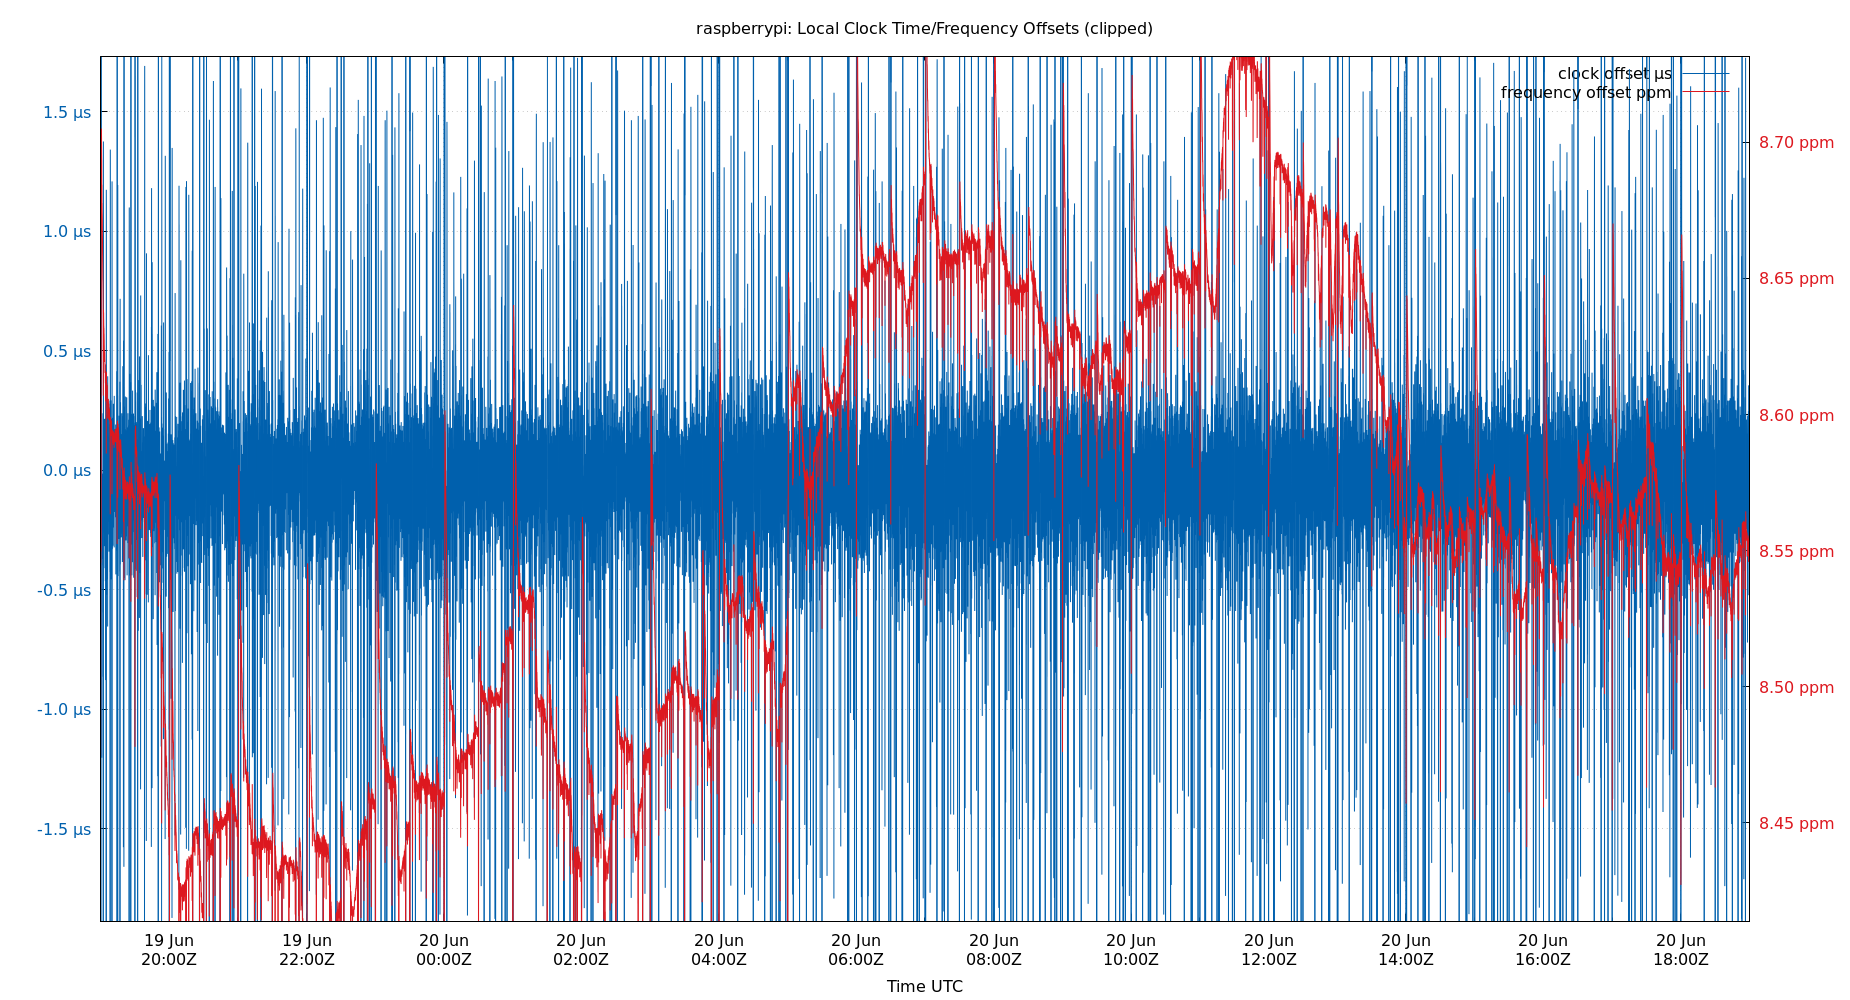 raspberrypi: Local Clock Time/Frequency Offsets (clipped)
clock offset µs
frequency offset ppm
1.5 µs
1.0 µs
0.5 µs
0.0 µs
-0.5 µs
-1.0 µs
-1.5 µs
8.70 ppm
8.65 ppm
8.60 ppm
8.55 ppm
8.50 ppm
8.45 ppm
19 Jun 19 Jun 20 Jun 20 Jun 20 Jun 20 Jun 20 Jun 20 Jun 20 Jun 20 Jun 20 Jun 20 Jun
20:00Z 22:00Z 00:00Z 02:00Z 04:00Z 06:00Z 08:00Z 10:00Z 12:00Z 14:00Z 16:00Z 18:00Z
Time UTC